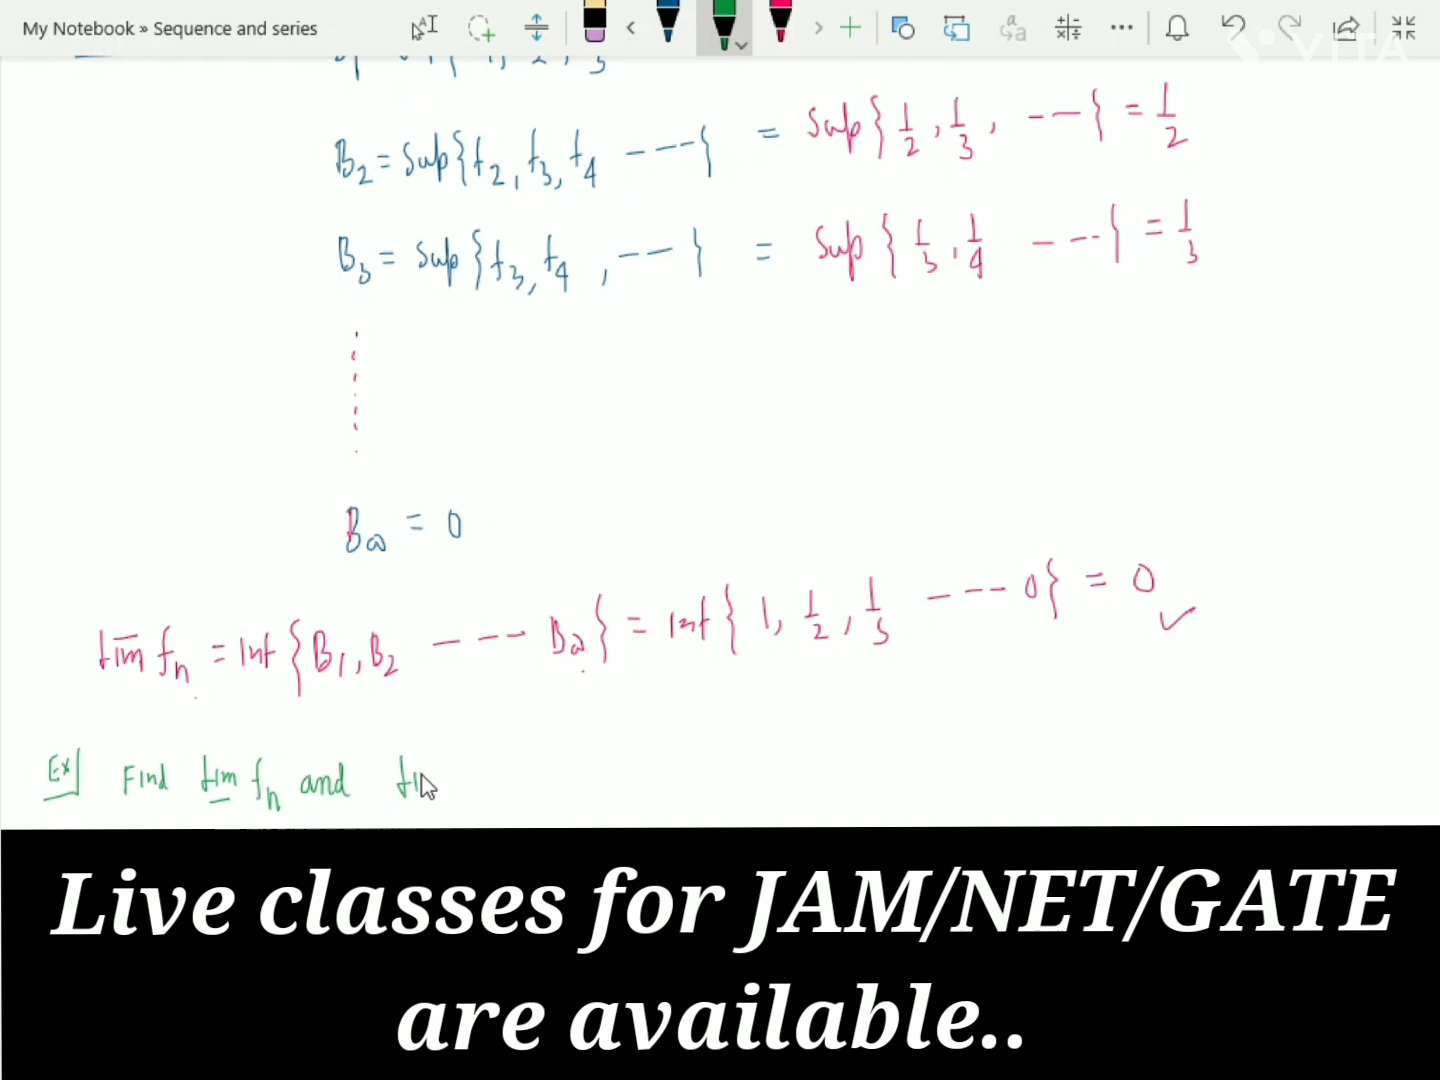 My Notebook » Sequence and series
VITA
B₂ = Sup{f₂, f₃, f₄ ----} = Sup{1/2, 1/3, ---} = 1/2
B₃ = Sup{f₃, f₄, ---} = Sup{1/3, 1/4 ---} = 1/3
B∞ = 0
lim̅ fₙ = Inf{B₁, B₂ ---- B∞} = Inf{1, 1/2, 1/3 ---- 0} = 0 ✓
Ex] Find l̲i̲m̲ fₙ and
Live classes for JAM/NET/GATE
are available..